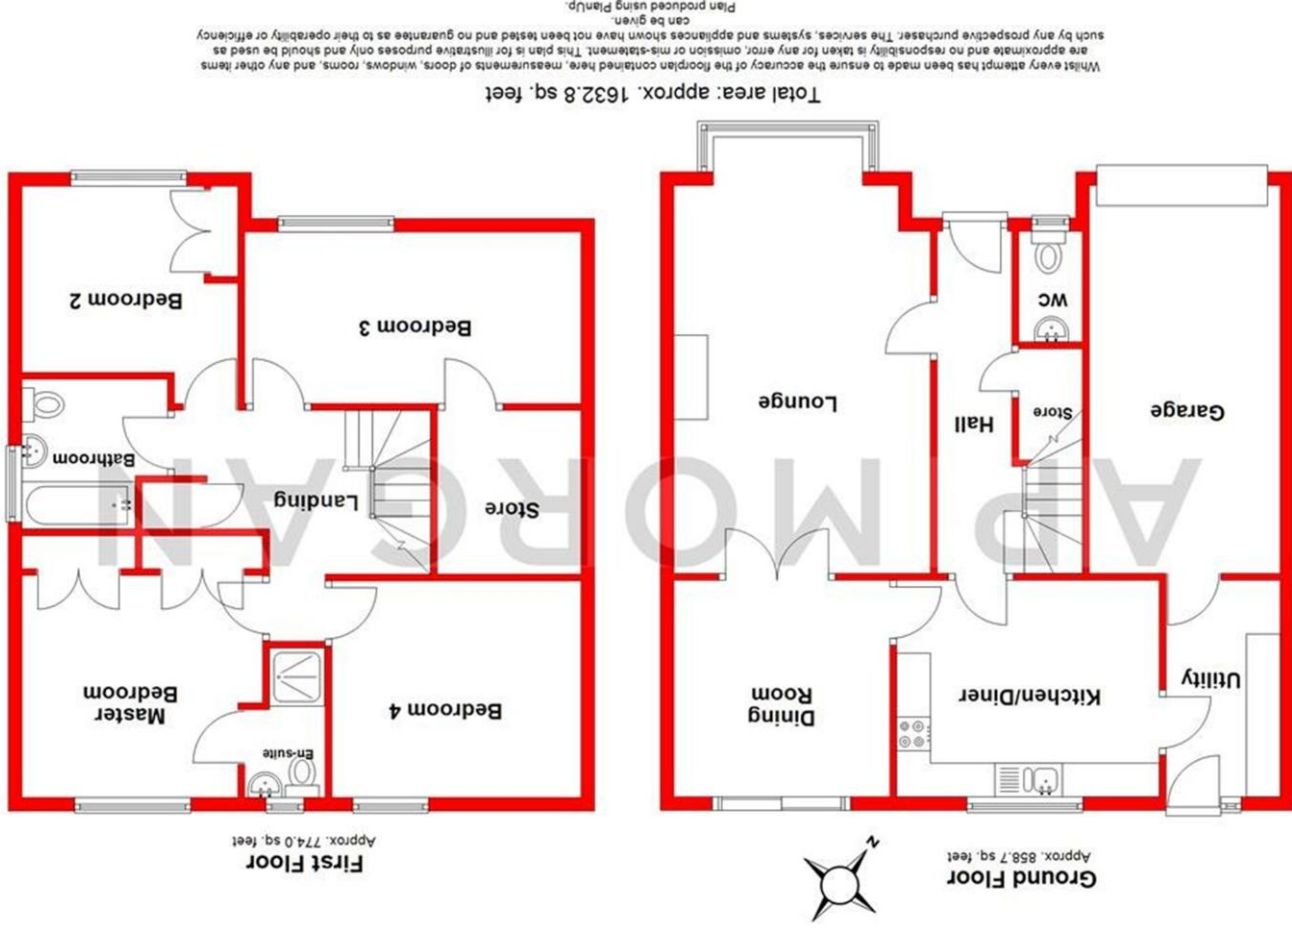 Ground Floor
Approx. 858.7 sq. feet
N
Utility
Kitchen/Diner
Dining
Room
Garage
Store
Hall
Lounge
WC
First Floor
Approx. 774.0 sq. feet
Bedroom 4
En-suite
Master
Bedroom
Store
Landing
Bathroom
Bedroom 3
Bedroom 2
AP MORGAN
Total area: approx. 1632.8 sq. feet
Whilst every attempt has been made to ensure the accuracy of the floorplan contained here, measurements of doors, windows, rooms, and any other items
are approximate and no responsibility is taken for any error, omission or mis-statement. This plan is for illustrative purposes only and should be used as
such by any prospective purchaser. The services, systems and appliances shown have not been tested and no guarantee as to their operability or efficiency
can be given.
Plan produced using PlanUp.